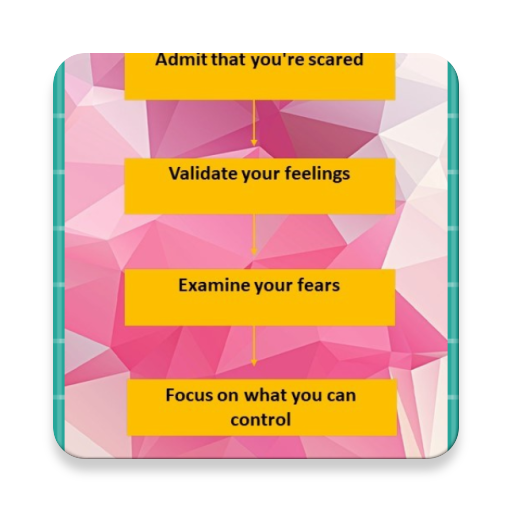 Admit that you're scared
Validate your feelings
Examine your fears
Focus on what you can
control